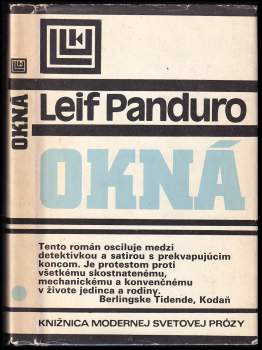 OKNÁ
Leif Panduro
OKNÁ
Tento román osciluje medzi
detektívkou a satirou s prekvapujúcim
koncom. Je protestom proti
všetkému skostnatenému,
mechanickému a konvenčnému
v živote jedinca a rodiny.
Berlingske Tidende, Kodaň
KNIŽNICA MODERNEJ SVETOVEJ PRÓZY